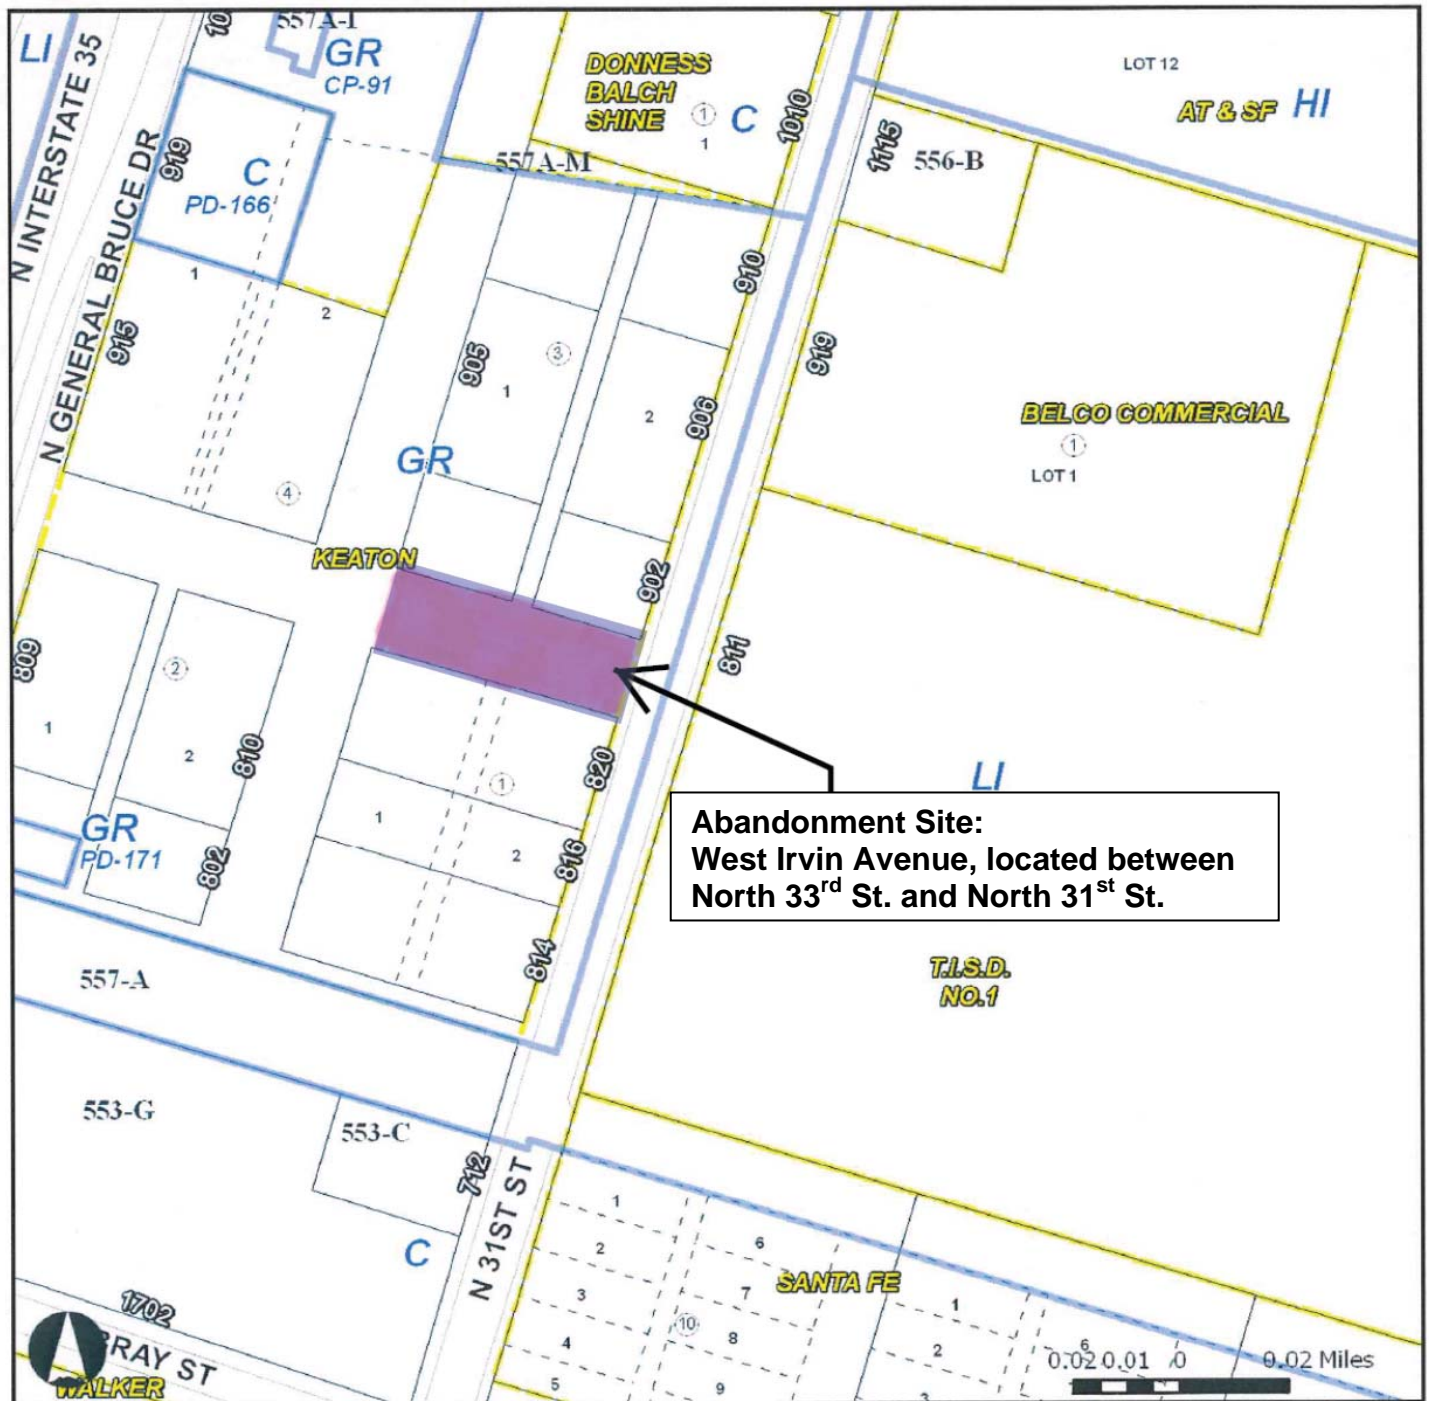 LI
N INTERSTATE 35
10
557A-I
GR
CP-91
919
C
PD-166
N GENERAL BRUCE DR
915
1
2
4
DONNESS
BALCH
SHINE
1
C
1
1010
557A-M
LOT 12
AT & SF
HI
1115
556-B
910
905
3
1
2
906
919
BELCO COMMERCIAL
1
LOT 1
GR
KEATON
902
811
809
2
1
2
810
802
GR
PD-171
1
820
1
2
816
814
LI
Abandonment Site:
West Irvin Avenue, located between
North 33rd St. and North 31st St.
T.I.S.D.
NO.1
557-A
553-G
553-C
712
N 31ST ST
C
1702
RAY ST
WALKER
1
2
3
4
5
6
7
8
9
10
SANTA FE
1
2
3
6
0.02 0.01 0 0.02 Miles